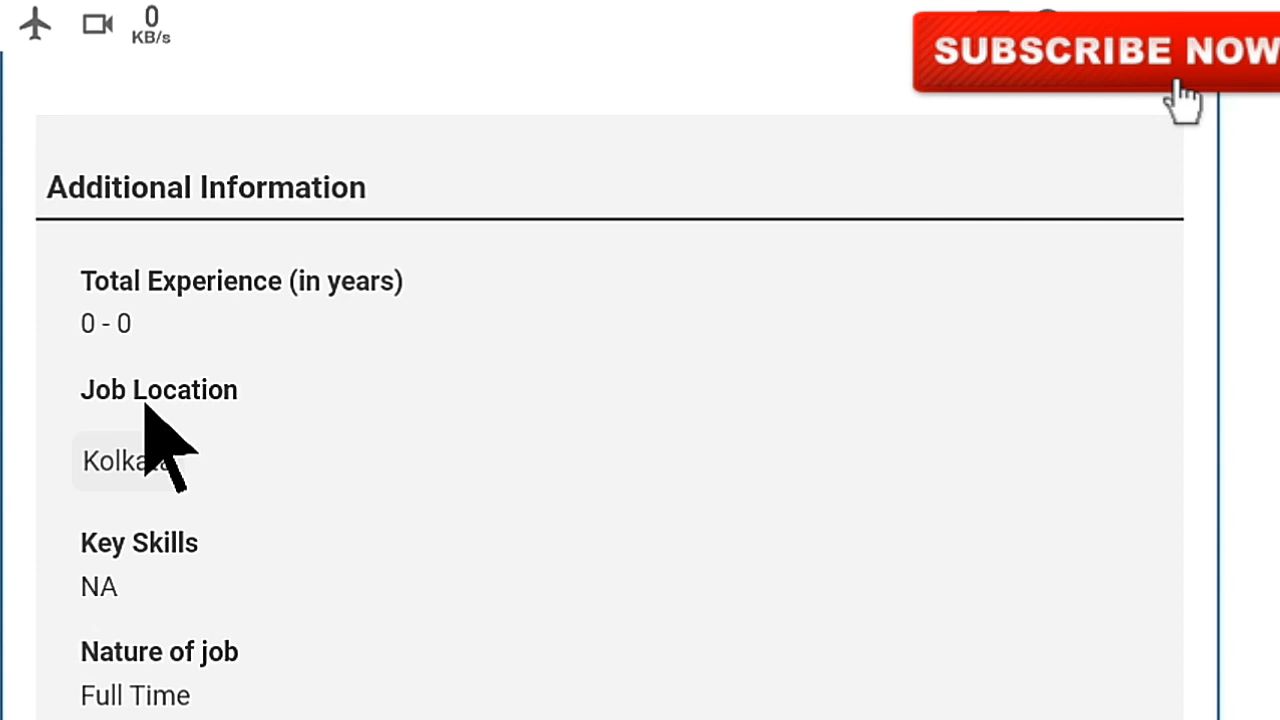 0
KB/s
SUBSCRIBE NOW
Additional Information
Total Experience (in years)
0 - 0
Job Location
Kolkata
Key Skills
NA
Nature of job
Full Time